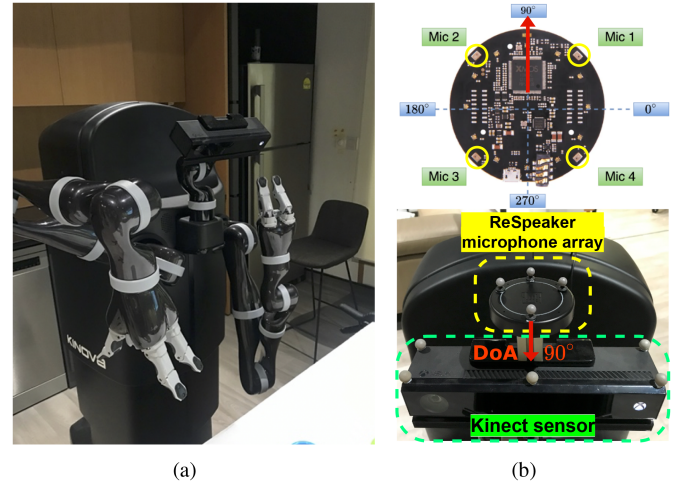 KINOVA
90°
Mic 2
Mic 1
180°
0°
Mic 3
Mic 4
270°
XMOS
ReSpeaker
microphone array
DoA 90°
Kinect sensor
(a)
(b)